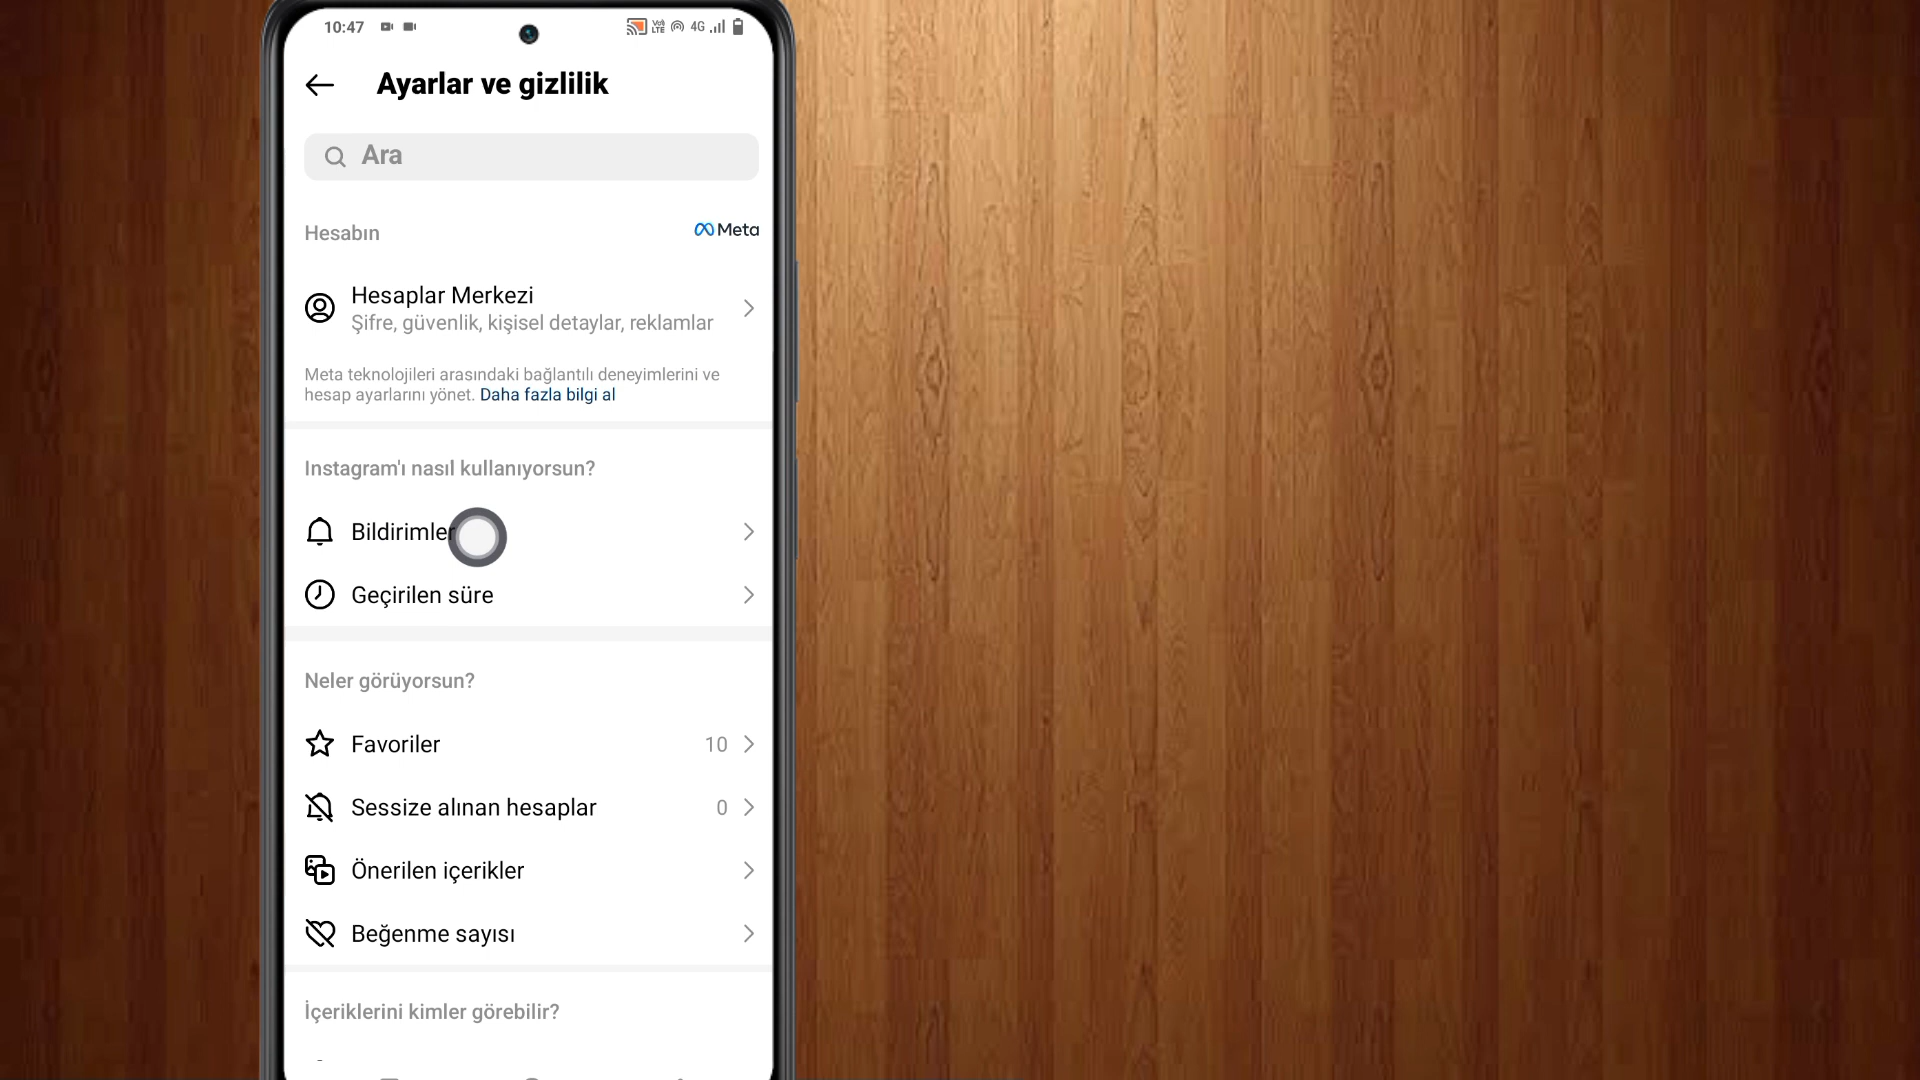 10:47
Vo)) LTE 4G
Ayarlar ve gizlilik
Ara
Hesabın
Meta
Hesaplar Merkezi
Şifre, güvenlik, kişisel detaylar, reklamlar
Meta teknolojileri arasındaki bağlantılı deneyimlerini ve
hesap ayarlarını yönet. Daha fazla bilgi al
Instagram'ı nasıl kullanıyorsun?
Bildirimler
Geçirilen süre
Neler görüyorsun?
Favoriler 10
Sessize alınan hesaplar 0
Önerilen içerikler
Beğenme sayısı
İçeriklerini kimler görebilir?